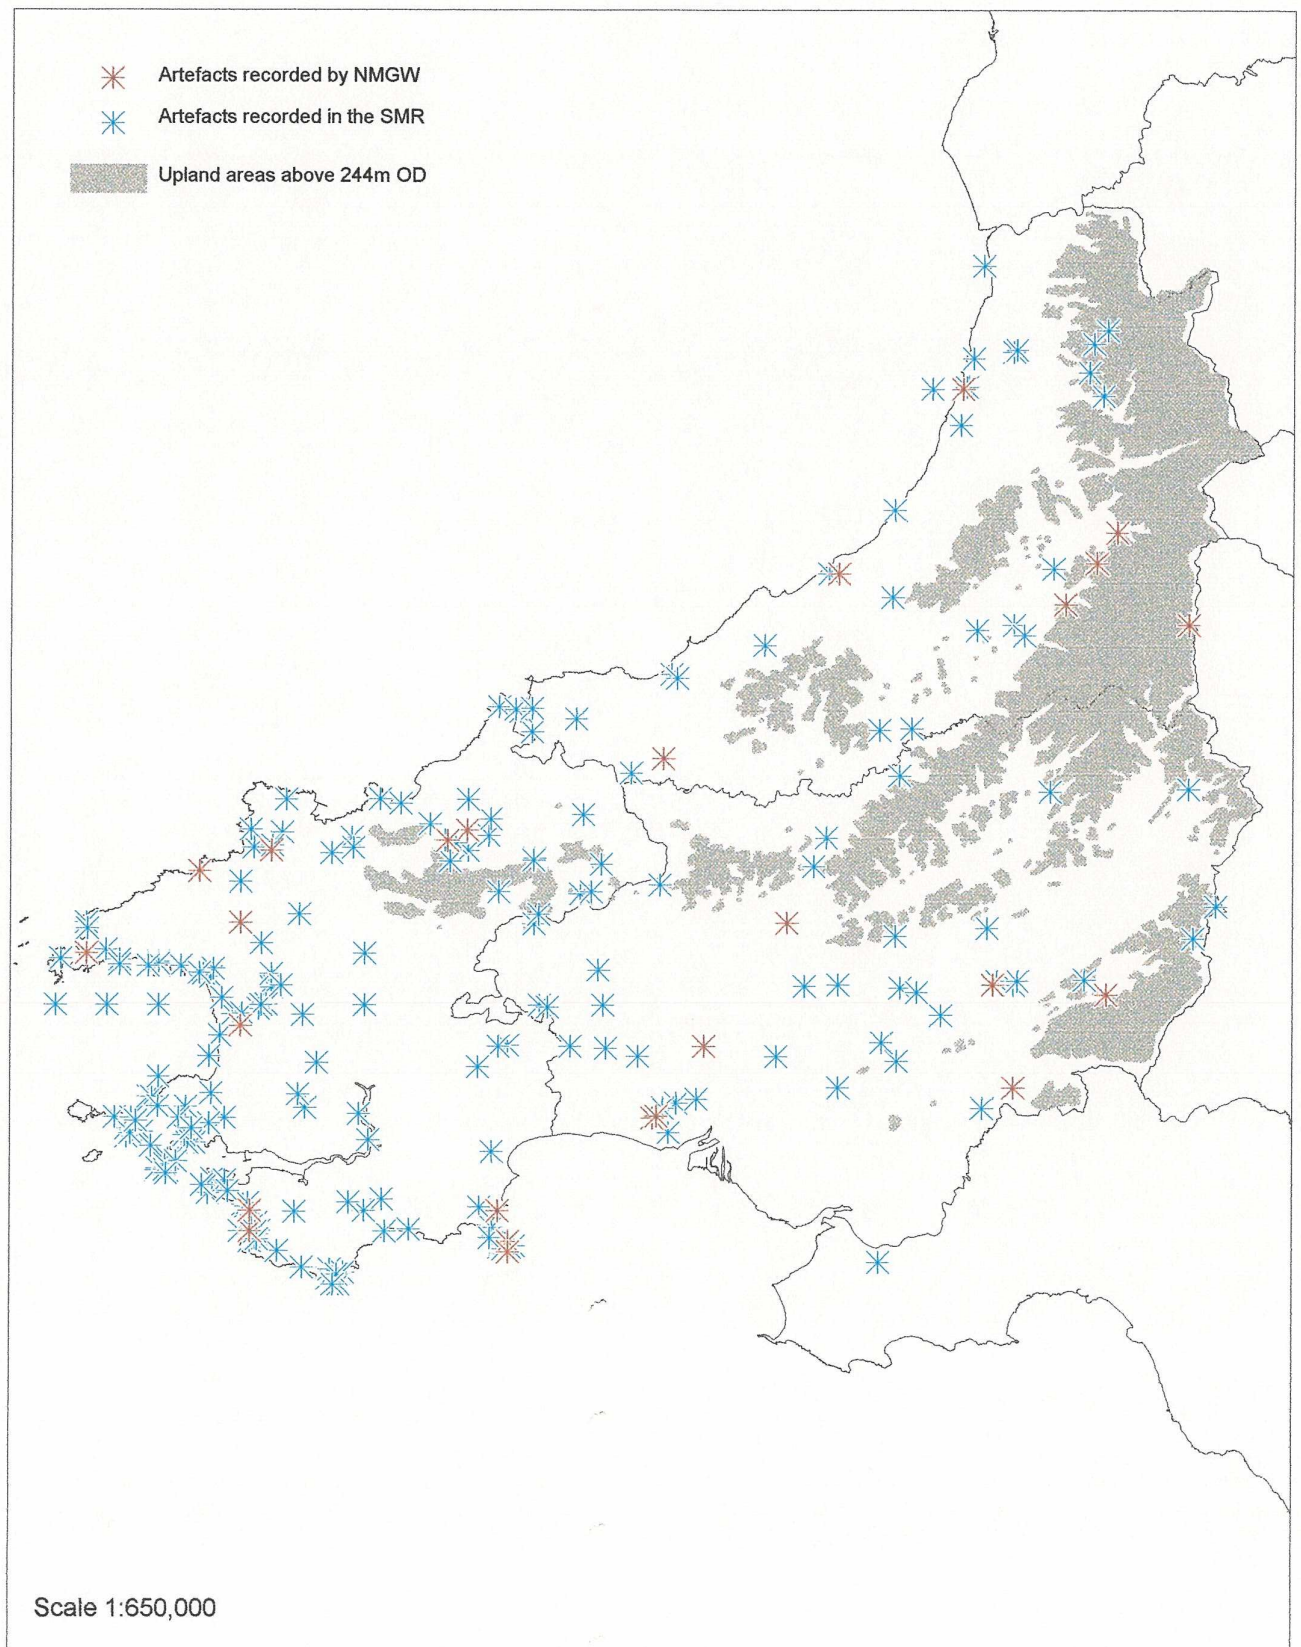 Artefacts recorded by NMGW
Artefacts recorded in the SMR
Upland areas above 244m OD
Scale 1:650,000